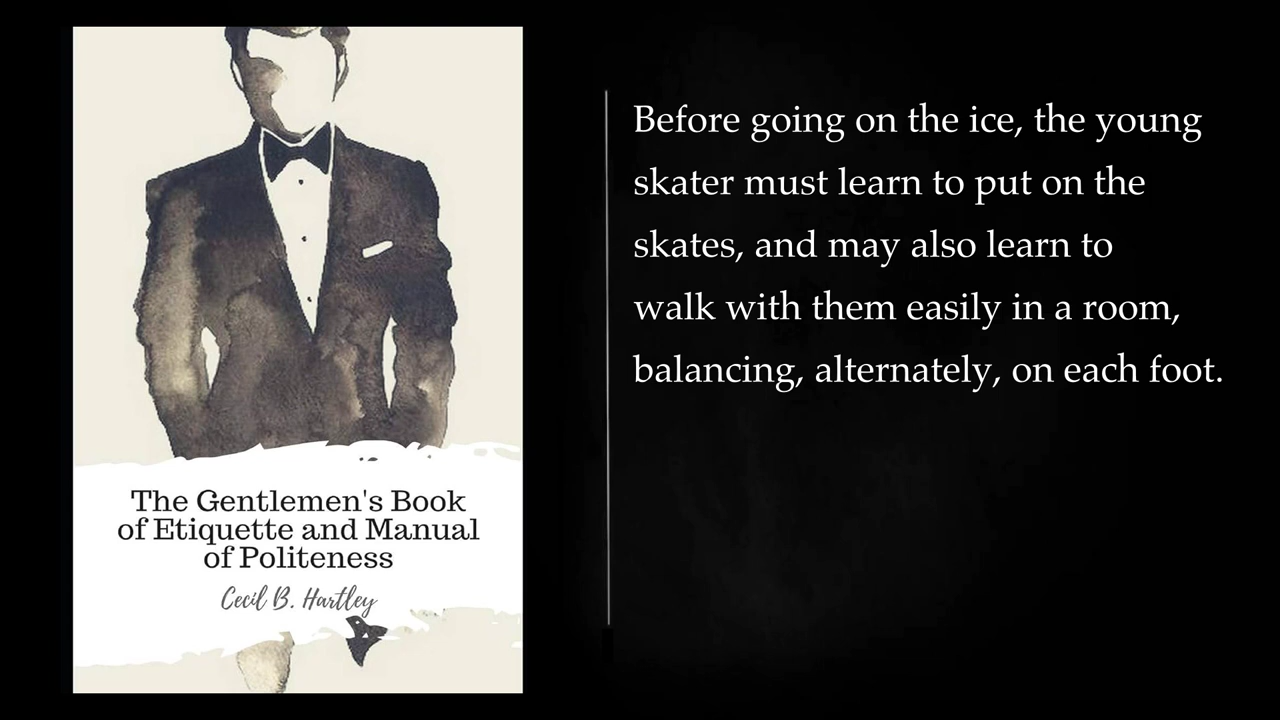 The Gentlemen's Book
of Etiquette and Manual
of Politeness
Cecil B. Hartley
Before going on the ice, the young
skater must learn to put on the
skates, and may also learn to
walk with them easily in a room,
balancing, alternately, on each foot.